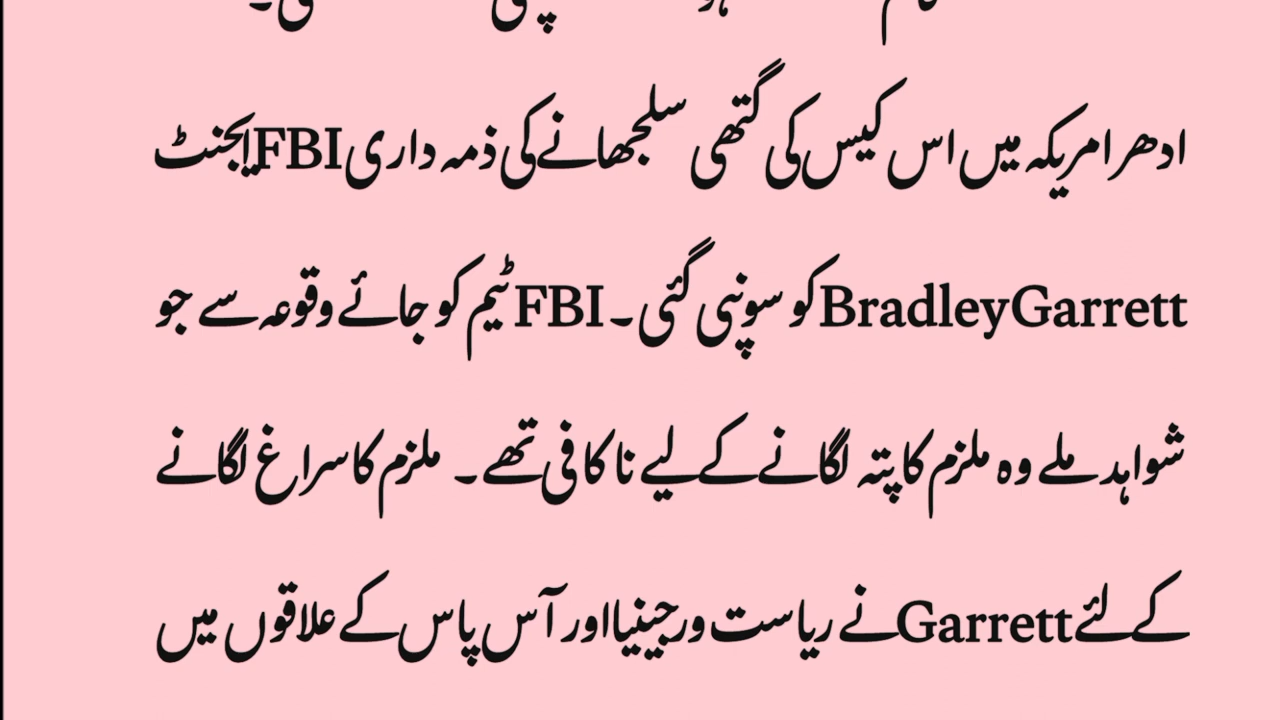 ادھر امریکہ میں اس کیس کی گتھی سلجھانے کی ذمہ داری FBI ایجنٹ
Bradley Garrett کو سونپی گئی۔ FBI ٹیم کو جائے وقوعہ سے جو
شواہد ملے وہ ملزم کا پتہ لگانے کے لیے ناکافی تھے۔ ملزم کا سراغ لگانے
کے لئے Garrett نے ریاست ورجینیا اور آس پاس کے علاقوں میں